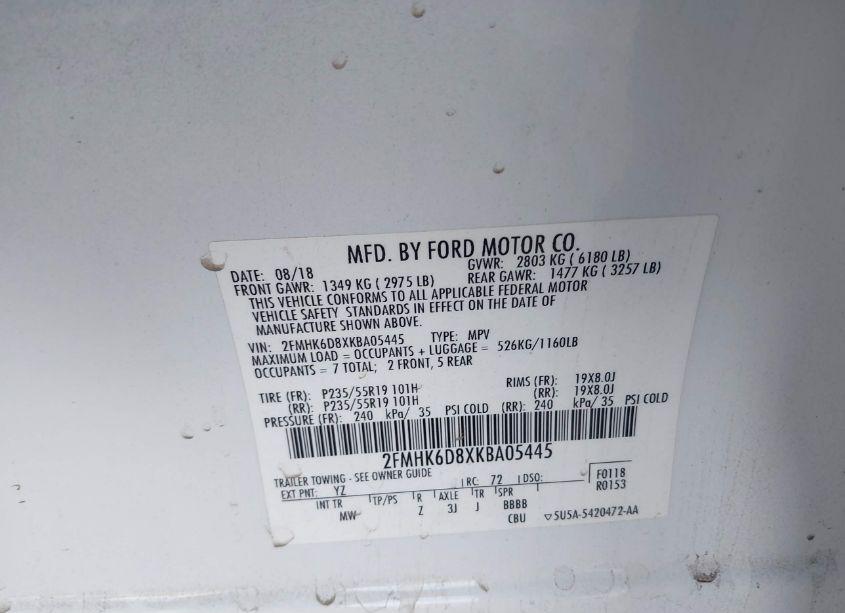 MFD. BY FORD MOTOR CO.
DATE: 08/18 GVWR: 2803 KG ( 6180 LB)
FRONT GAWR: 1349 KG ( 2975 LB) REAR GAWR: 1477 KG ( 3257 LB)
THIS VEHICLE CONFORMS TO ALL APPLICABLE FEDERAL MOTOR
VEHICLE SAFETY STANDARDS IN EFFECT ON THE DATE OF
MANUFACTURE SHOWN ABOVE.
VIN: 2FMHK6D8XKBA05445 TYPE: MPV
MAXIMUM LOAD = OCCUPANTS + LUGGAGE = 526KG/1160LB
OCCUPANTS = 7 TOTAL; 2 FRONT, 5 REAR
TIRE (FR): P235/55R19 101H RIMS (FR): 19X8.0J
(RR): P235/55R19 101H (RR): 19X8.0J
PRESSURE (FR): 240 kPa/ 35 PSI COLD (RR): 240 kPa/ 35 PSI COLD
2FMHK6D8XKBA05445
TRAILER TOWING - SEE OWNER GUIDE
EXT PNT: YZ RC: 72 DSO: F0118
R0153
INT TR TP/PS R AXLE TR SPR
MW Z 3J J BBBB
CBU 5U5A-5420472-AA